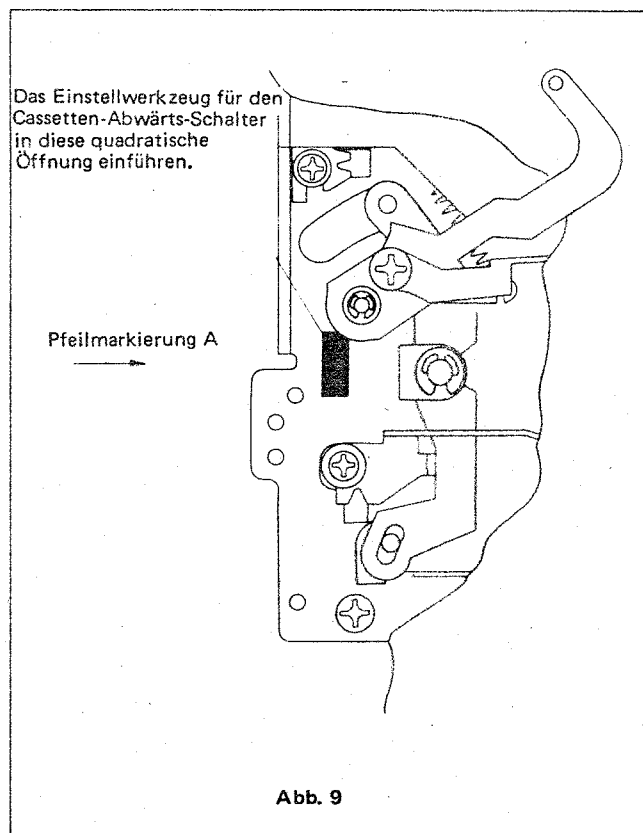 Das Einstellwerkzeug für den
Cassetten-Abwärts-Schalter
in diese quadratische
Öffnung einführen.
Pfeilmarkierung A
Abb. 9